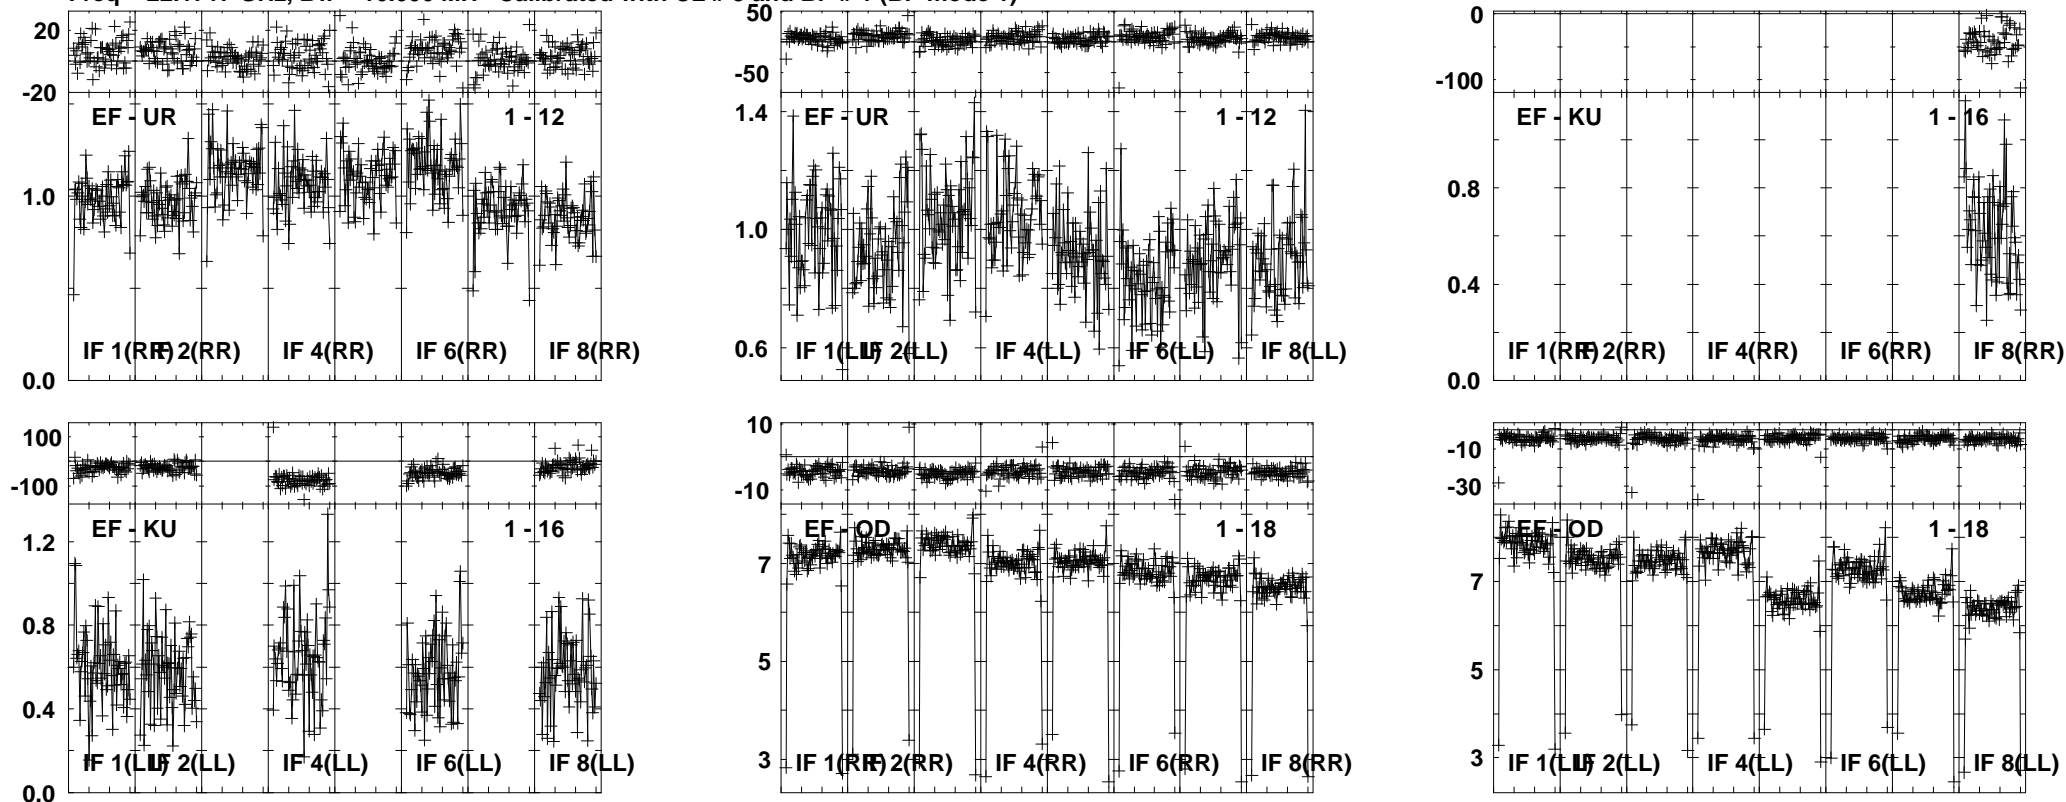 20
-20
EF - UR 1 - 12
1.0
0.0
IF 1(RR) IF 2(RR) IF 4(RR) IF 6(RR) IF 8(RR)
50
-50
EF - UR 1 - 12
1.4
1.0
0.6
IF 1(LL) IF 2(LL) IF 4(LL) IF 6(LL) IF 8(LL)
0
-100
EF - KU 1 - 16
0.8
0.4
0.0
IF 1(RR) IF 2(RR) IF 4(RR) IF 6(RR) IF 8(RR)
100
-100
EF - KU 1 - 16
1.2
0.8
0.4
0.0
IF 1(LL) IF 2(LL) IF 4(LL) IF 6(LL) IF 8(LL)
10
-10
EF - OD 1 - 18
7
5
3
IF 1(RR) IF 2(RR) IF 4(RR) IF 6(RR) IF 8(RR)
-10
-30
EF - OD 1 - 18
7
5
3
IF 1(LL) IF 2(LL) IF 4(LL) IF 6(LL) IF 8(LL)